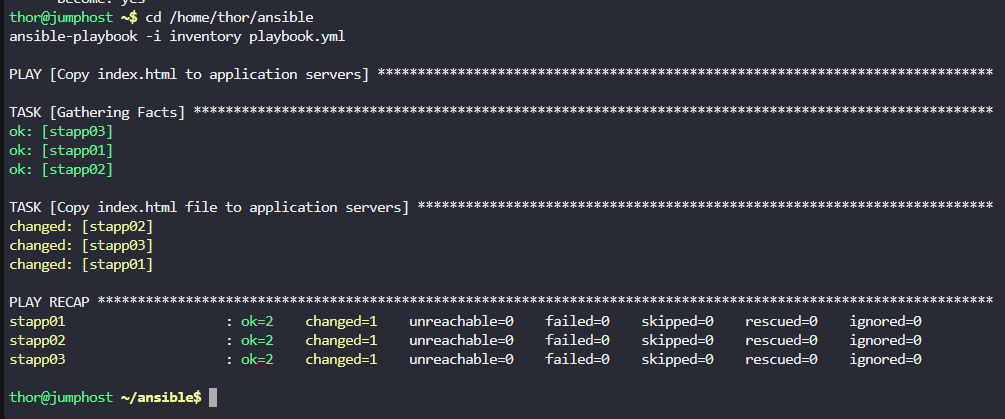 become: yes
thor@jumphost ~$ cd /home/thor/ansible
ansible-playbook -i inventory playbook.yml
PLAY [Copy index.html to application servers] *****************************************************************************
TASK [Gathering Facts] ****************************************************************************************************
ok: [stapp03]
ok: [stapp01]
ok: [stapp02]
TASK [Copy index.html file to application servers] ************************************************************************
changed: [stapp02]
changed: [stapp03]
changed: [stapp01]
PLAY RECAP ****************************************************************************************************************
stapp01                    : ok=2    changed=1    unreachable=0    failed=0    skipped=0    rescued=0    ignored=0
stapp02                    : ok=2    changed=1    unreachable=0    failed=0    skipped=0    rescued=0    ignored=0
stapp03                    : ok=2    changed=1    unreachable=0    failed=0    skipped=0    rescued=0    ignored=0
thor@jumphost ~/ansible$